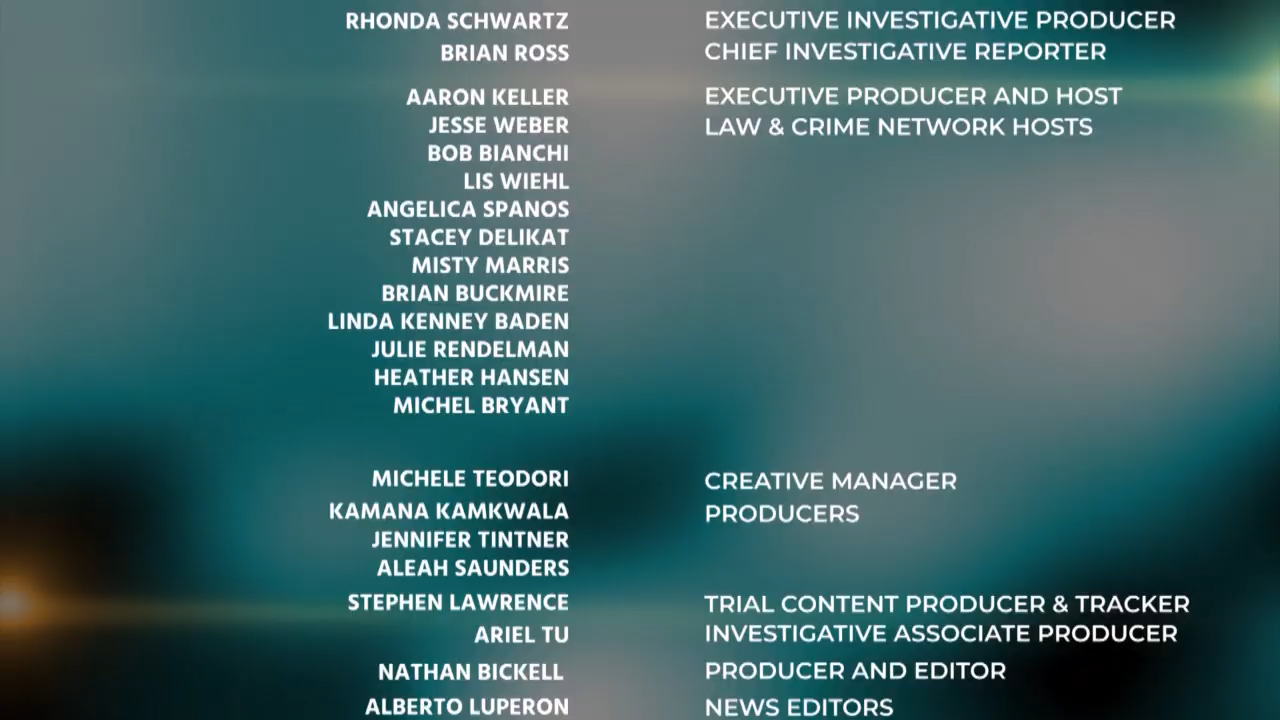 RHONDA SCHWARTZ EXECUTIVE INVESTIGATIVE PRODUCER
BRIAN ROSS CHIEF INVESTIGATIVE REPORTER
AARON KELLER EXECUTIVE PRODUCER AND HOST
JESSE WEBER LAW & CRIME NETWORK HOSTS
BOB BIANCHI
LIS WIEHL
ANGELICA SPANOS
STACEY DELIKAT
MISTY MARRIS
BRIAN BUCKMIRE
LINDA KENNEY BADEN
JULIE RENDELMAN
HEATHER HANSEN
MICHEL BRYANT
MICHELE TEODORI CREATIVE MANAGER
KAMANA KAMKWALA PRODUCERS
JENNIFER TINTNER
ALEAH SAUNDERS
STEPHEN LAWRENCE TRIAL CONTENT PRODUCER & TRACKER
ARIEL TU INVESTIGATIVE ASSOCIATE PRODUCER
NATHAN BICKELL PRODUCER AND EDITOR
ALBERTO LUPERON NEWS EDITORS